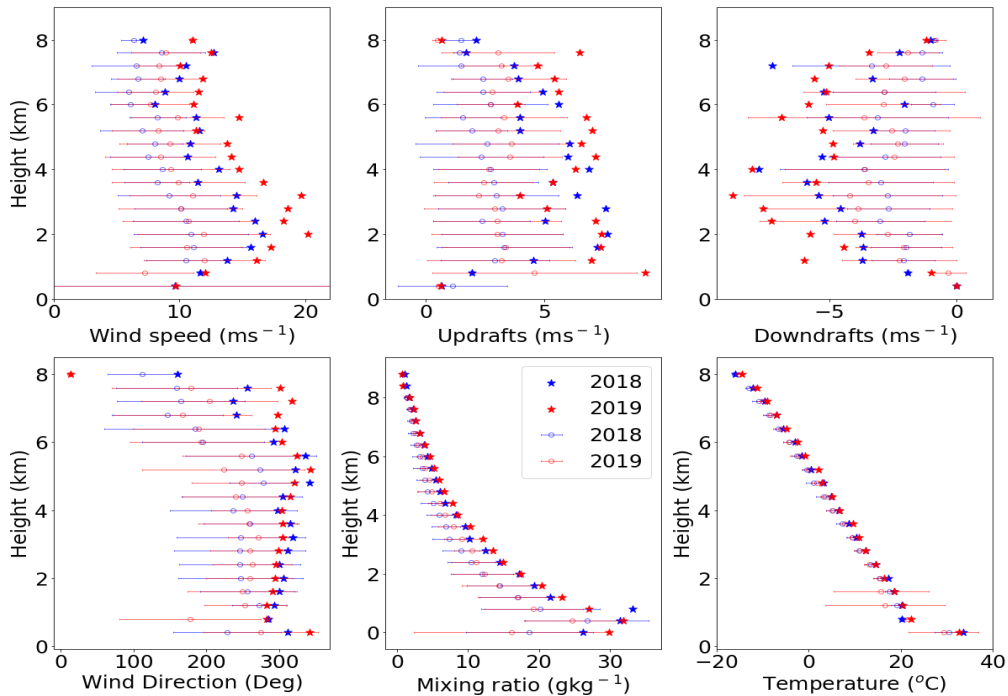 8
6
4
2
0
Height (km)
0 10 20
Wind speed (ms⁻¹)
8
6
4
2
0
Height (km)
0 5
Updrafts (ms⁻¹)
8
6
4
2
0
Height (km)
−5 0
Downdrafts (ms⁻¹)
8
6
4
2
0
Height (km)
0 100 200 300
Wind Direction (Deg)
8
6
4
2
0
Height (km)
2018
2019
2018
2019
0 10 20 30
Mixing ratio (gkg⁻¹)
8
6
4
2
0
Height (km)
−20 0 20 40
Temperature (°C)